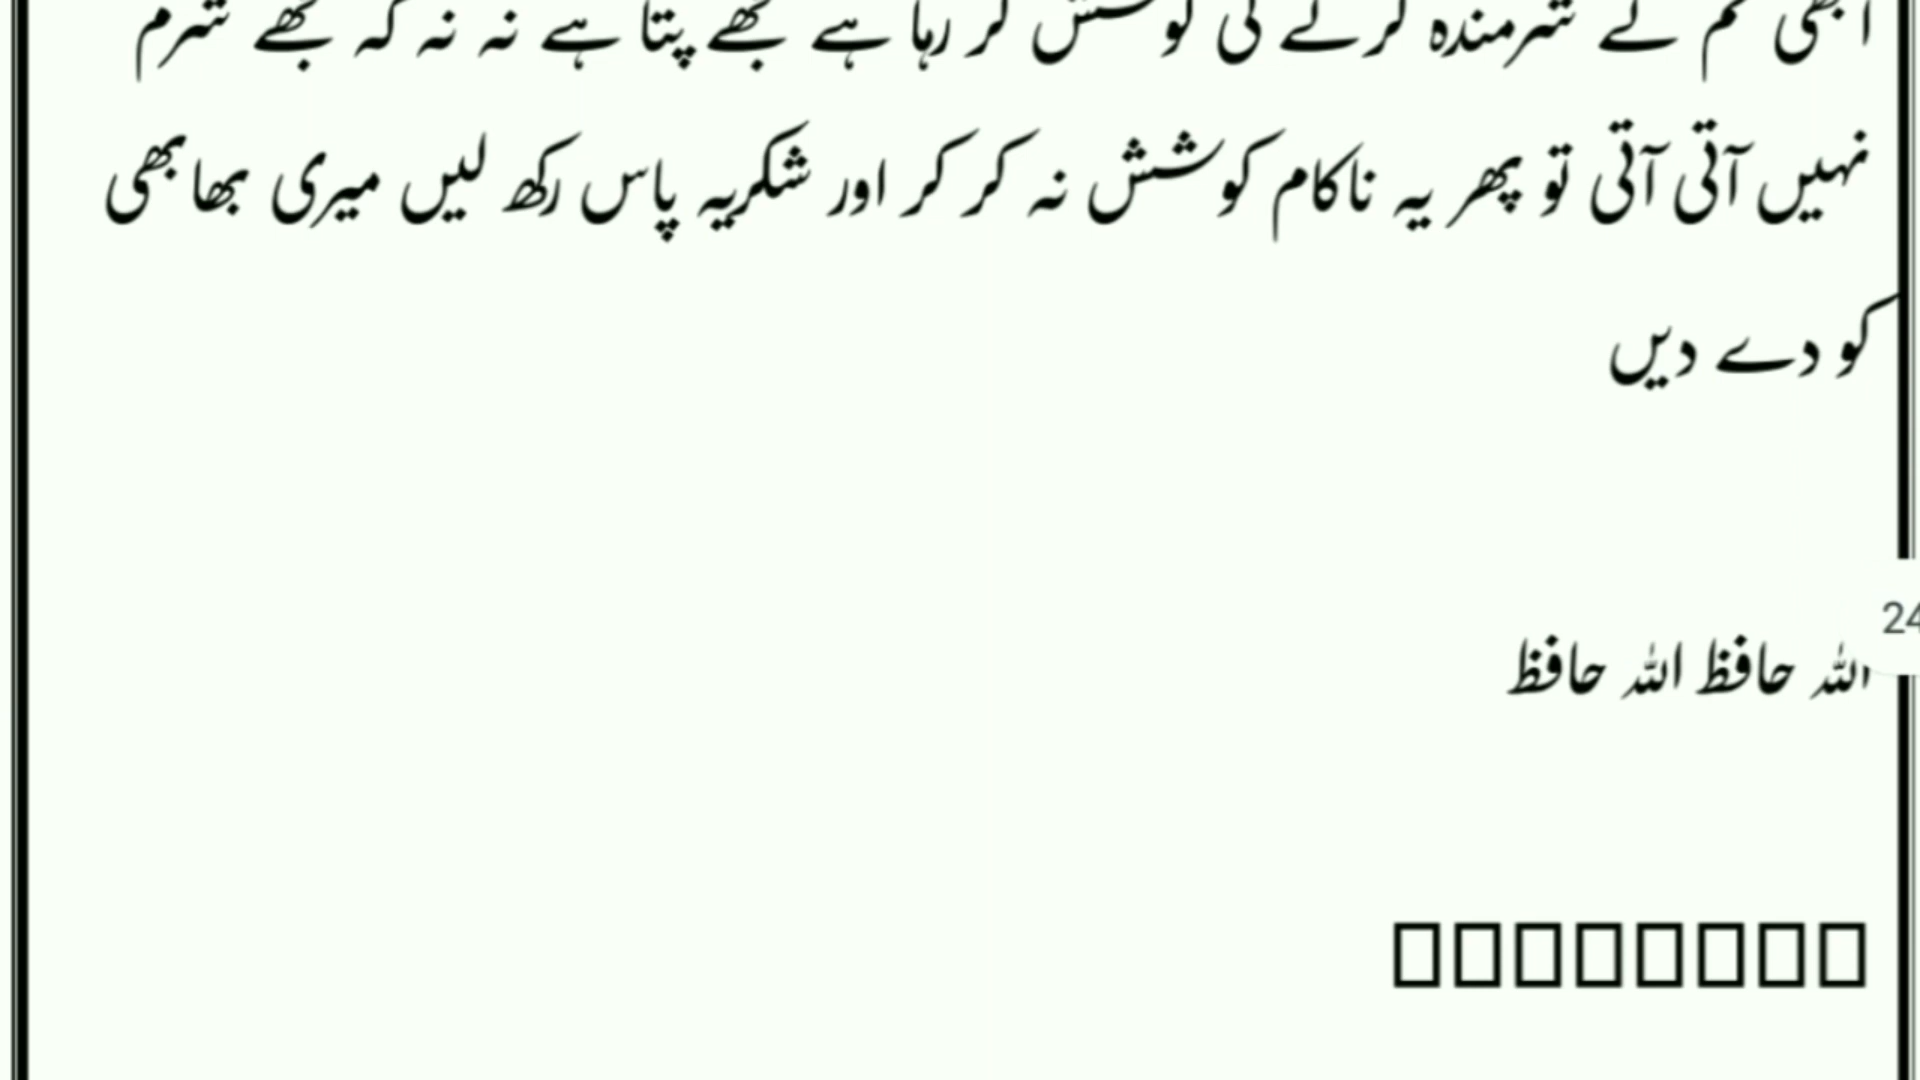 ابھی تم نے شرمندہ کرنے کی کوشش کر رہا ہے مجھے پتا ہے نہ نہ کہ مجھے شرم
نہیں آتی آتی تو پھر یہ ناکام کوشش نہ کر کر اور شکریہ پاس رکھ لیں میری بھابھی
کو دے دیں
24
اللہ حافظ اللہ حافظ